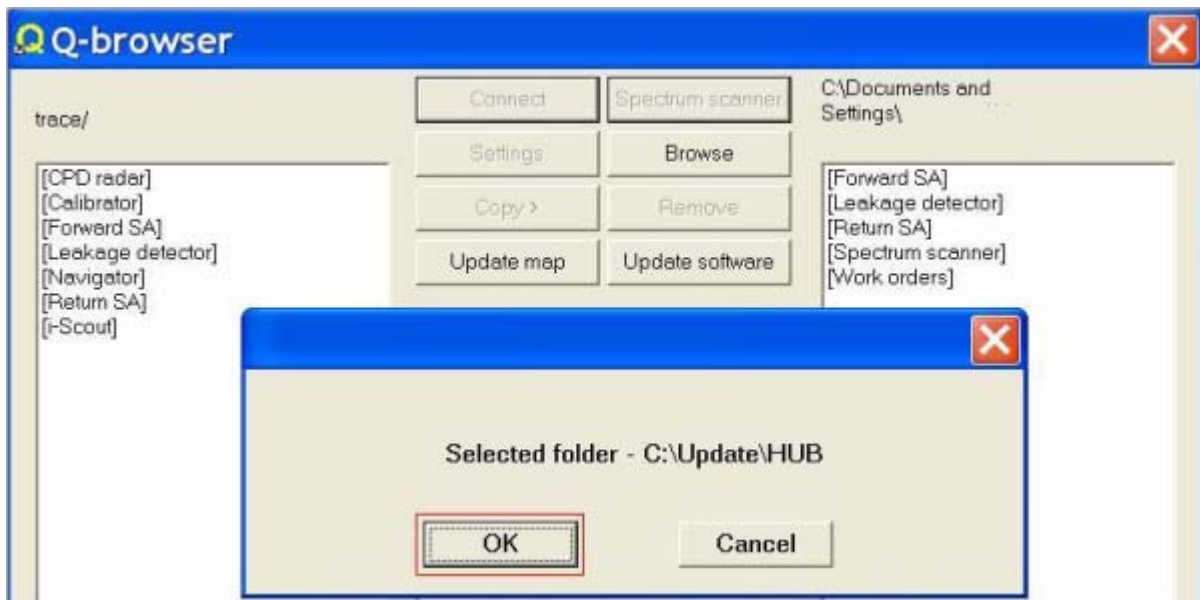 Q-browser
trace/
Connect
Spectrum scanner
C:\Documents and
Settings\
Settings
Browse
Copy >
Remove
Update map
Update software
[CPD radar]
[Calibrator]
[Forward SA]
[Leakage detector]
[Navigator]
[Return SA]
[i-Scout]
[Forward SA]
[Leakage detector]
[Return SA]
[Spectrum scanner]
[Work orders]
Selected folder - C:\Update\HUB
OK
Cancel